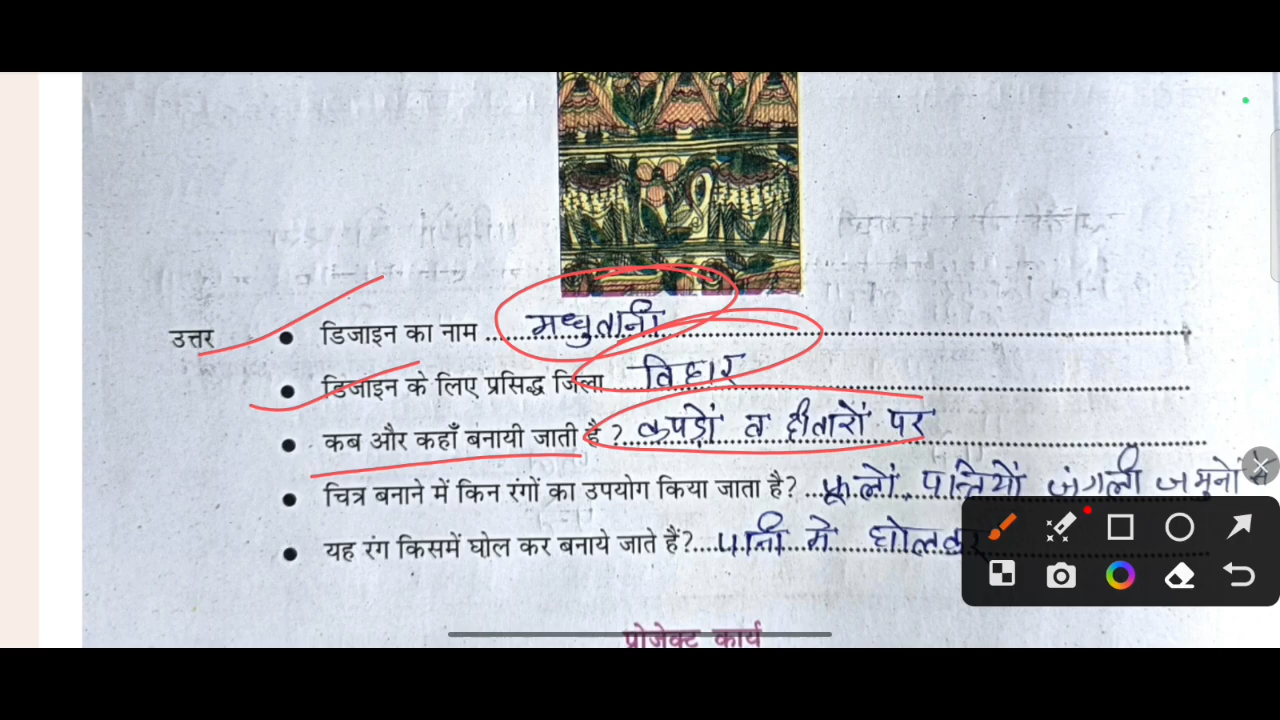 उत्तर • डिजाइन का नाम ..... मधुतानी
• डिजाइन के लिए प्रसिद्ध जिला विहार
• कब और कहाँ बनायी जाती है ?.....कपड़ों व दीतारों पर
• चित्र बनाने में किन रंगों का उपयोग किया जाता है? ....फूलों, पत्तियों जंगली जमुनो से
• यह रंग किसमें घोल कर बनाये जाते हैं?....पानी मे घोलकर
प्रोजेक्ट कार्य